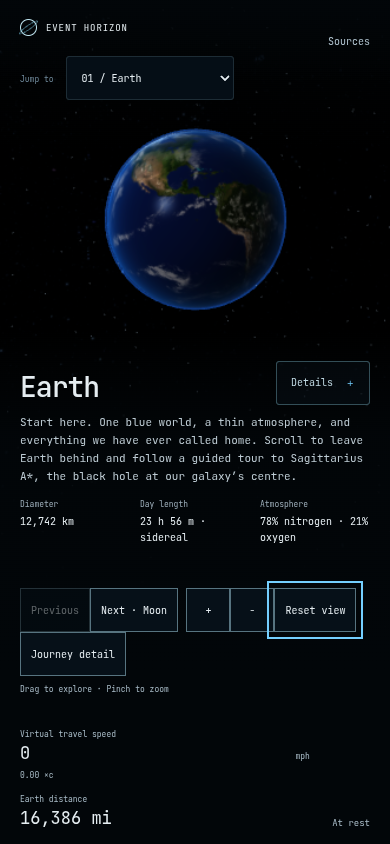 EVENT HORIZON
Sources
Jump to
01 / Earth
Earth
Details +
Start here. One blue world, a thin atmosphere, and
everything we have ever called home. Scroll to leave
Earth behind and follow a guided tour to Sagittarius
A*, the black hole at our galaxy’s centre.
Diameter
12,742 km
Day length
23 h 56 m ·
sidereal
Atmosphere
78% nitrogen · 21%
oxygen
Previous
Next · Moon
+
-
Reset view
Journey detail
Drag to explore · Pinch to zoom
Virtual travel speed
0
mph
0.00 ×c
Earth distance
16,386 mi
At rest